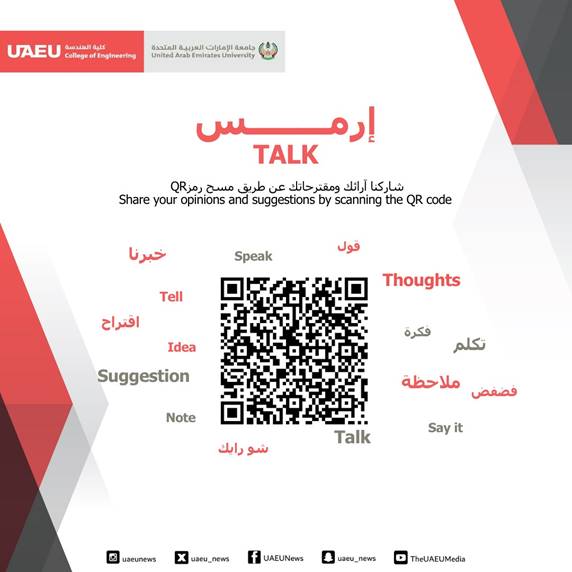 UAEU
كلية الهندسة
College of Engineering
جامعة الإمارات العربية المتحدة
United Arab Emirates University
إرمـــــــس
TALK
شاركنا آرائك ومقترحاتك عن طريق مسح رمزQR
Share your opinions and suggestions by scanning the QR code
خبرنا
Speak
قول
Thoughts
Tell
اقتراح
فكرة
تكلم
Idea
Suggestion
ملاحظة
فضفض
Note
Say it
Talk
شو رايك
uaeunews
uaeu_news
UAEUNews
uaeu_news
TheUAEUMedia